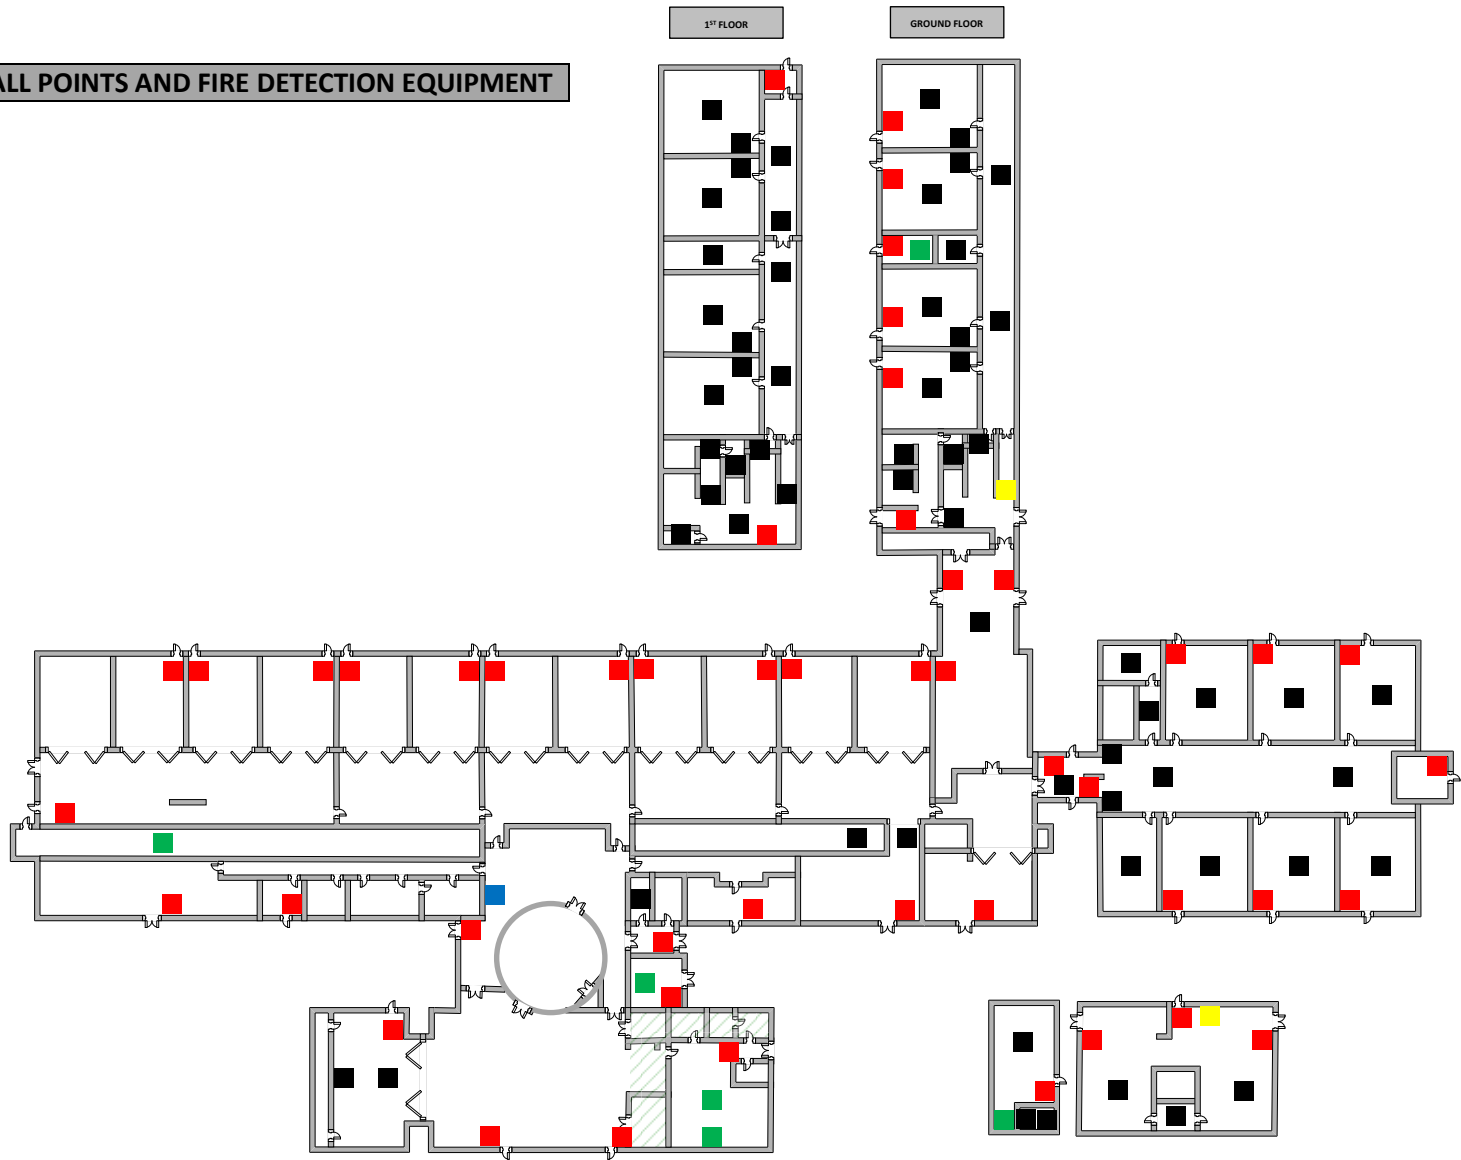 1ST FLOOR
GROUND FLOOR
ALL POINTS AND FIRE DETECTION EQUIPMENT